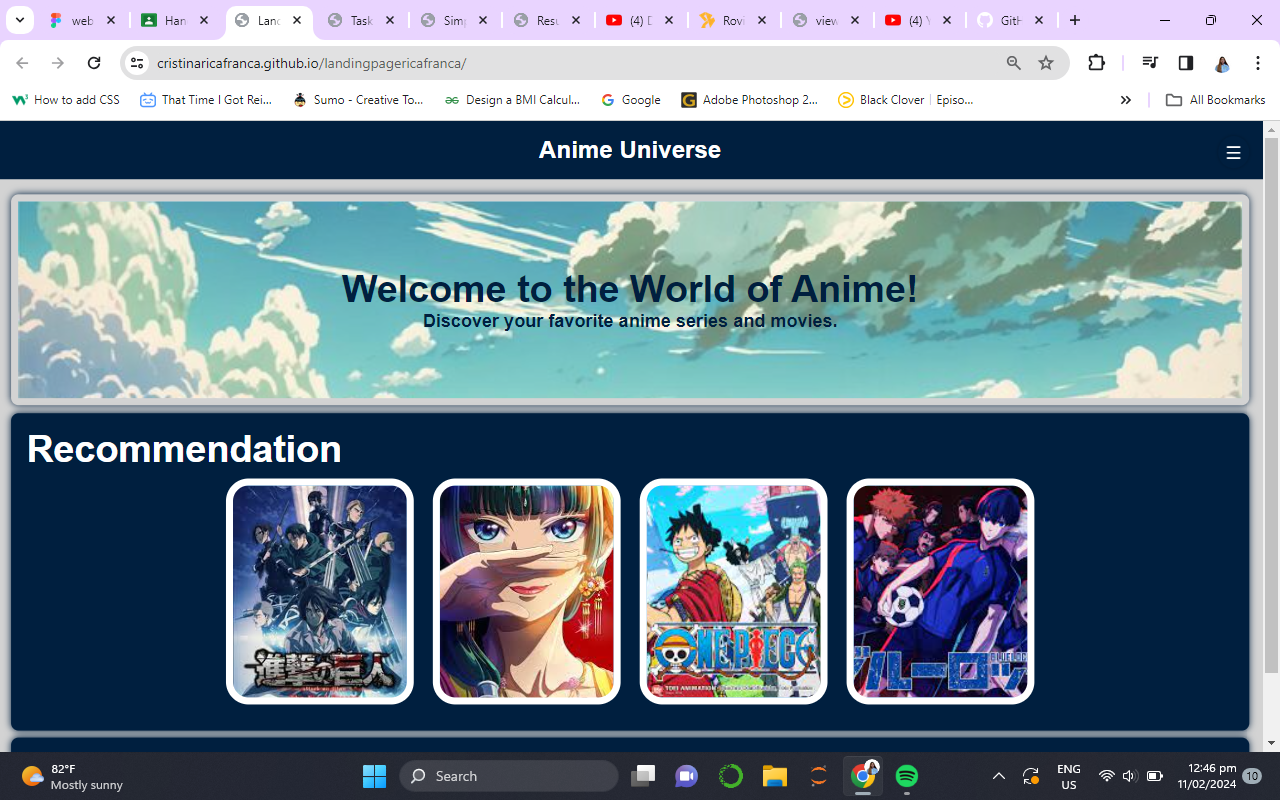 web
Han
Land
Task
Simp
Resu
(4) D
Rovi
view
(4) Y
GitH
cristinaricafranca.github.io/landingpagericafranca/
How to add CSS
That Time I Got Rei...
Sumo - Creative To...
Design a BMI Calcul...
Google
Adobe Photoshop 2...
Black Clover | Episo...
All Bookmarks
Anime Universe
Welcome to the World of Anime!
Discover your favorite anime series and movies.
Recommendation
進撃の巨人
ONE PIECE
TOEI ANIMATION
BLUELOCK
ブルーロック
82°F
Mostly sunny
Search
ENG
US
12:46 pm
11/02/2024
10